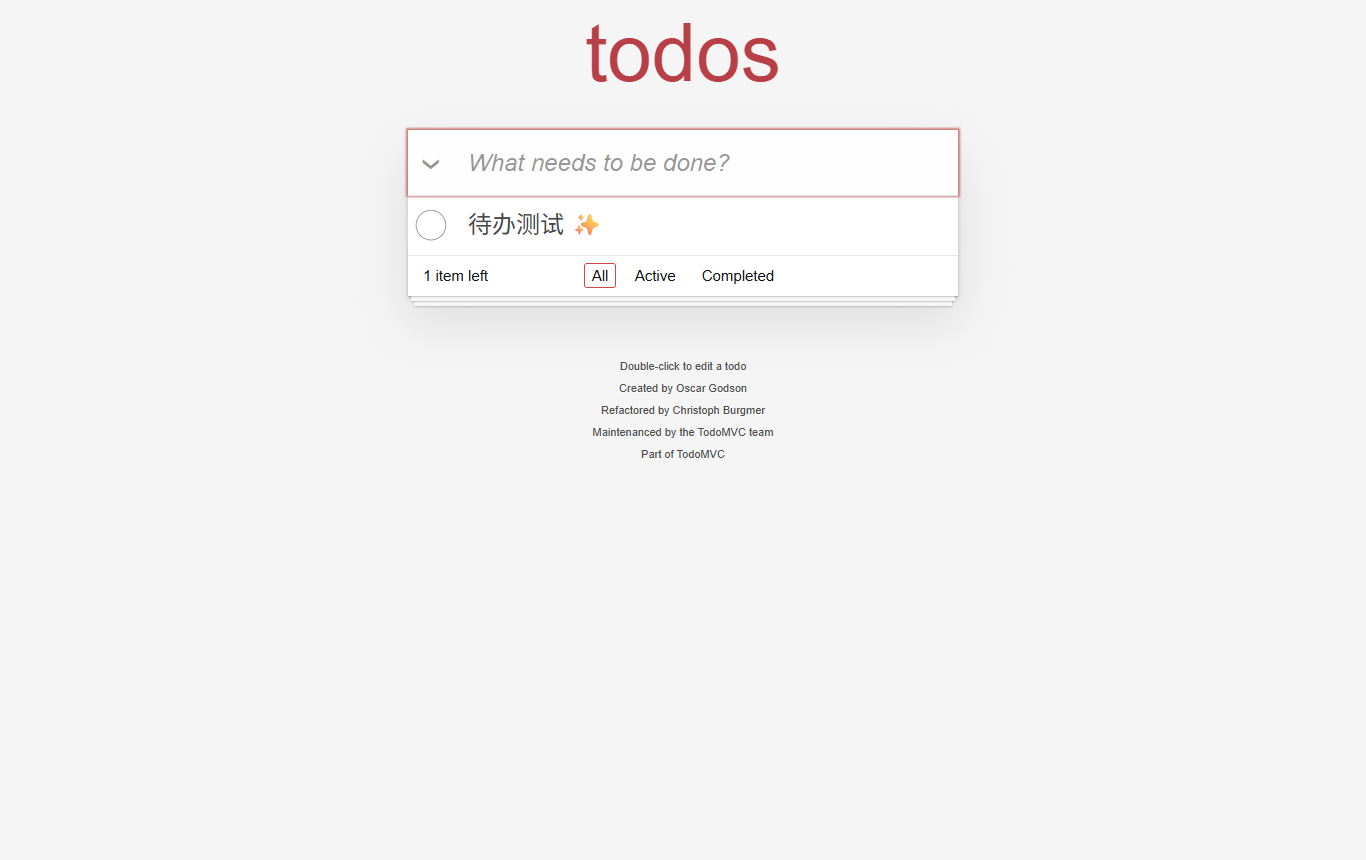 todos
What needs to be done?
待办测试 ✨
1 item left All Active Completed
Double-click to edit a todo
Created by Oscar Godson
Refactored by Christoph Burgmer
Maintenanced by the TodoMVC team
Part of TodoMVC